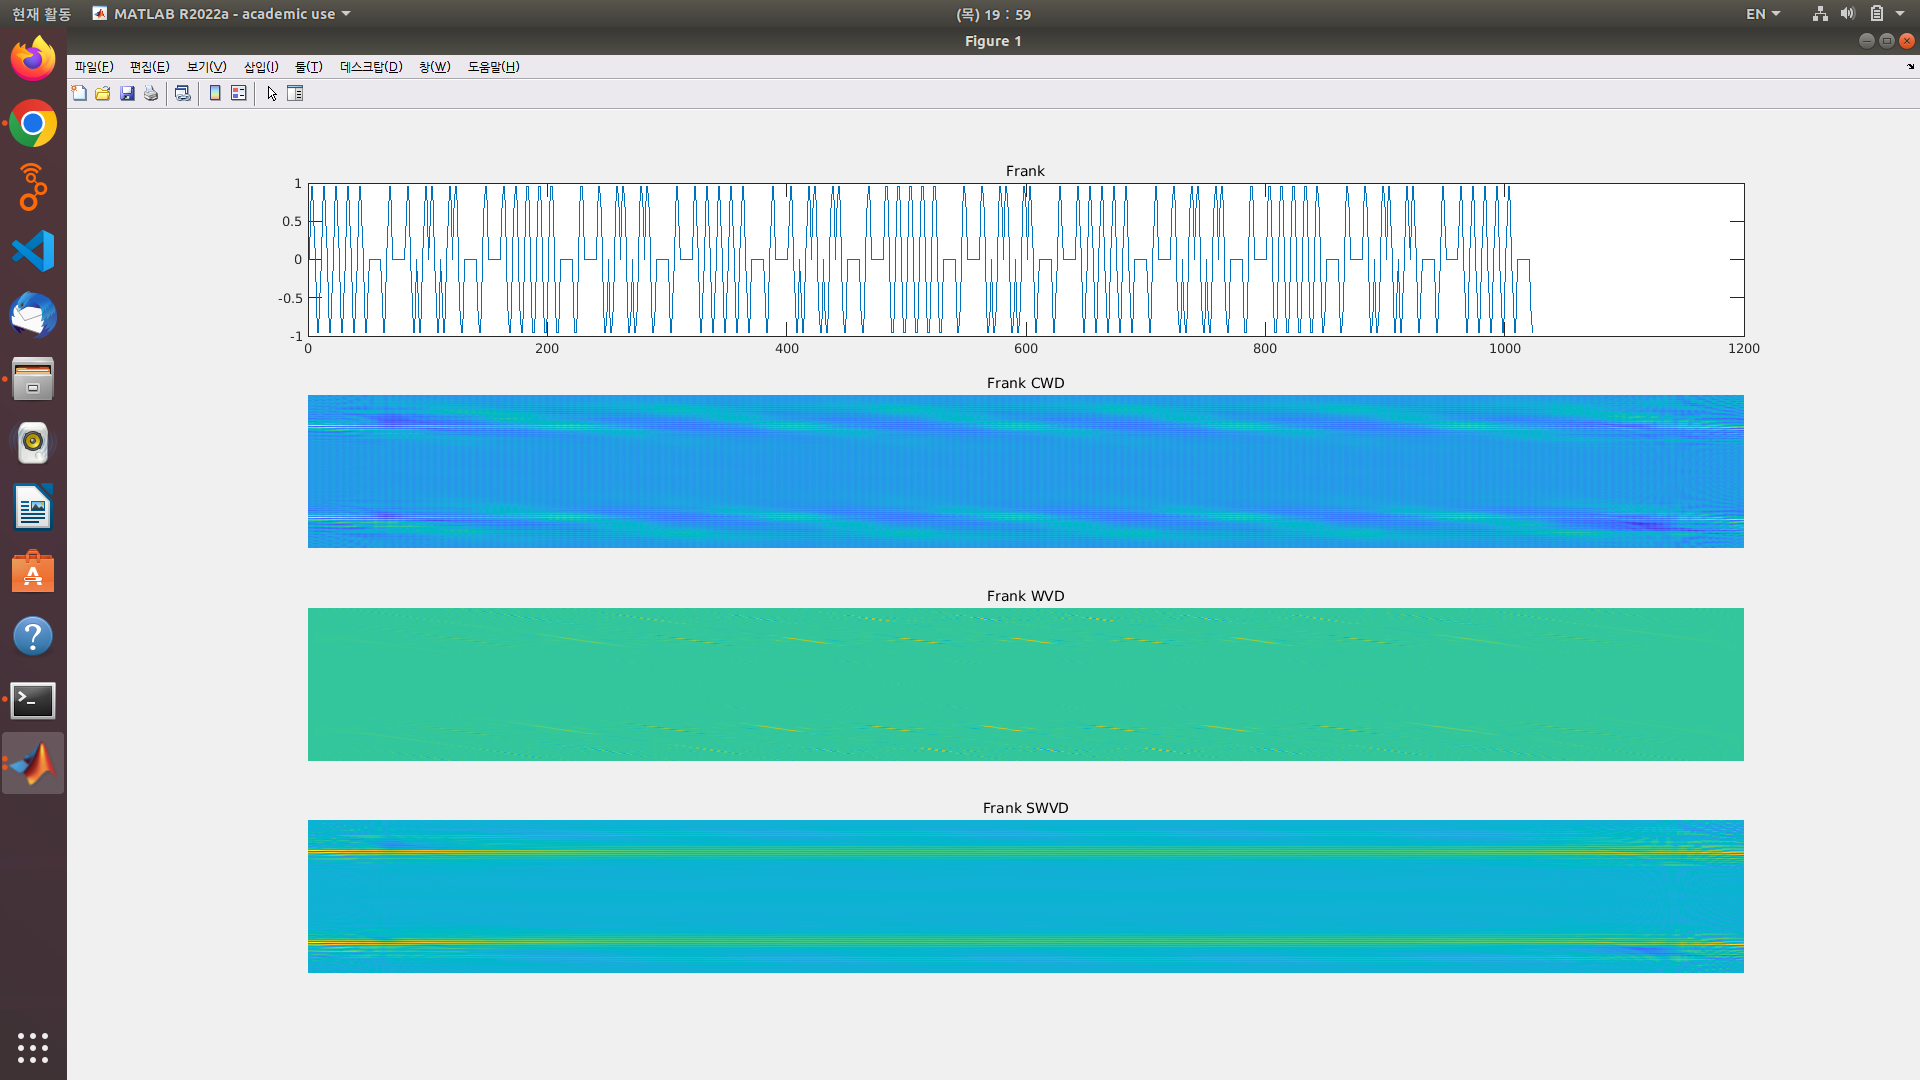 현재 활동 MATLAB R2022a - academic use (목) 19 : 59 EN
Figure 1
파일(F) 편집(E) 보기(V) 삽입(I) 툴(T) 데스크탑(D) 창(W) 도움말(H)
Frank
1
0.5
0
-0.5
-1
0 200 400 600 800 1000 1200
Frank CWD
Frank WVD
Frank SWVD